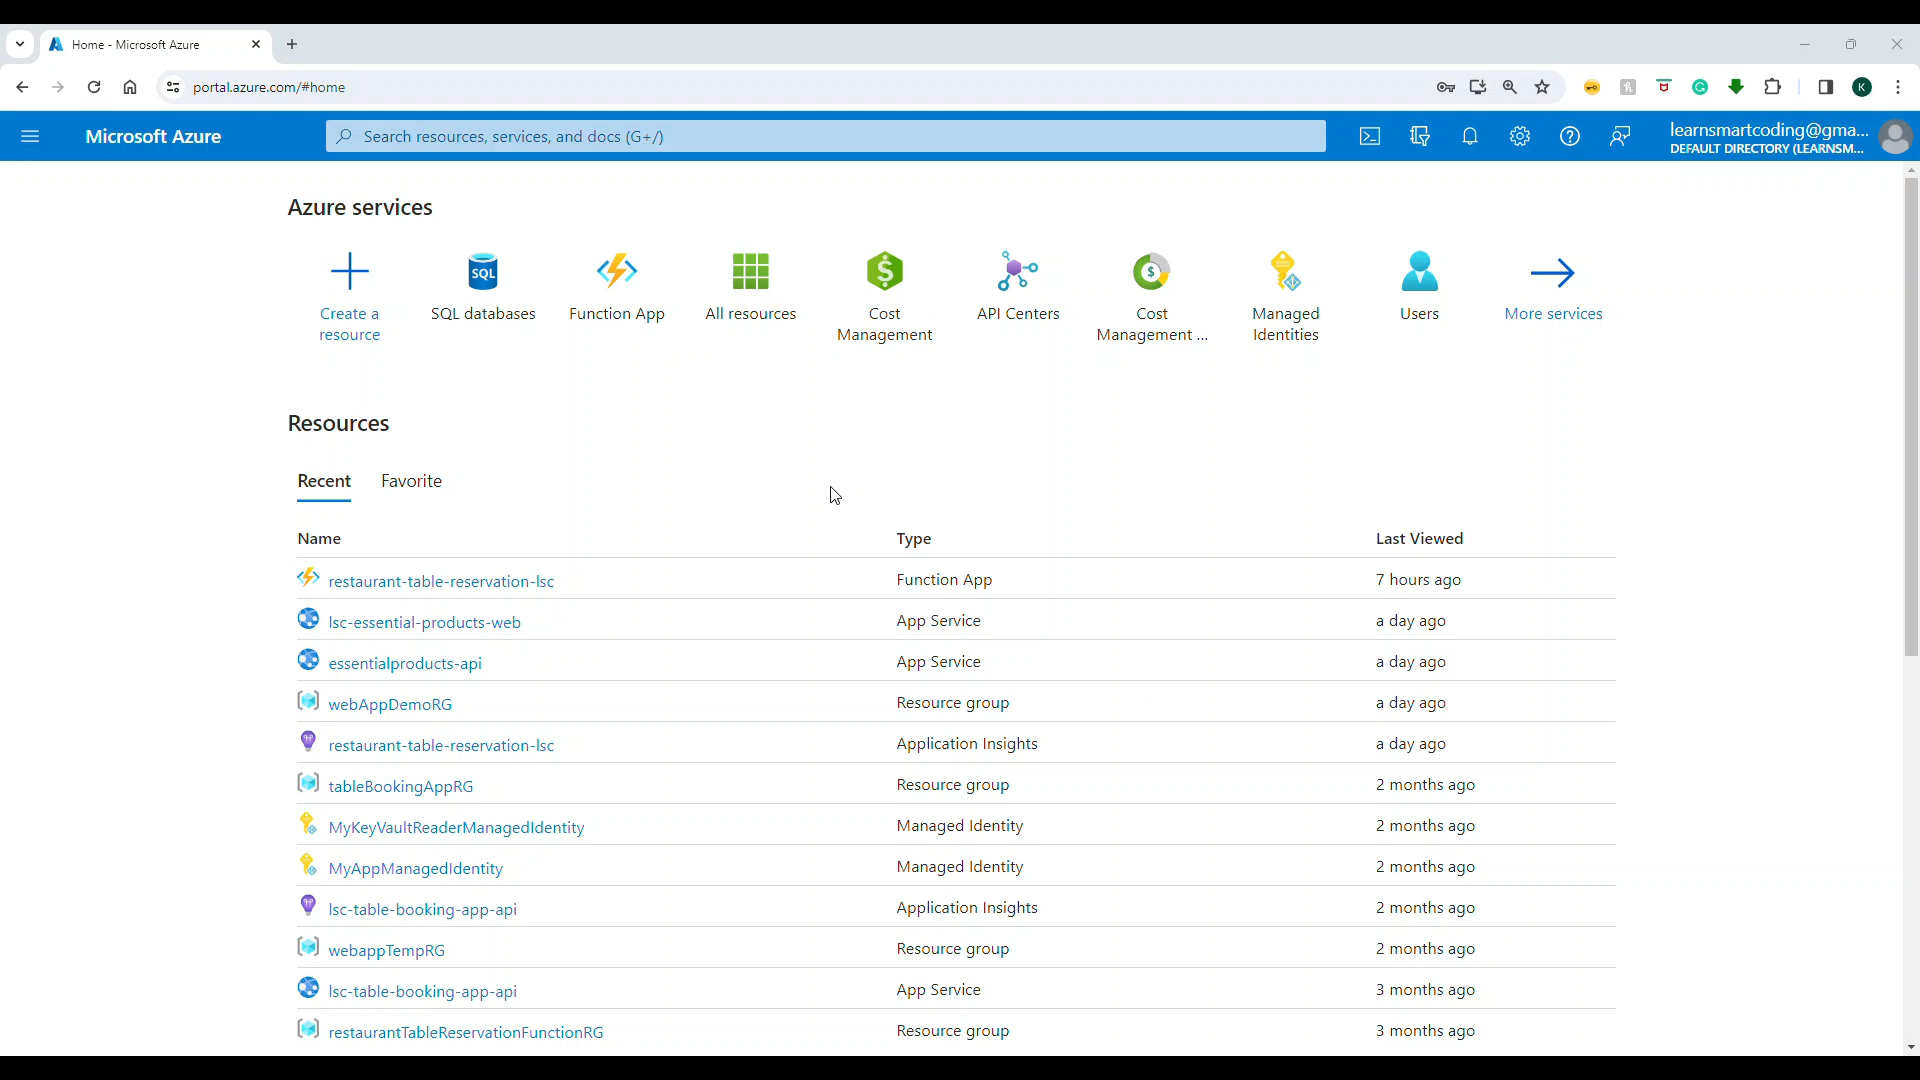 Home - Microsoft Azure
portal.azure.com/#home
K
Microsoft Azure
Search resources, services, and docs (G+/)
learnsmartcoding@gma...
DEFAULT DIRECTORY (LEARNSM...
Azure services
Create a resource
SQL
SQL databases
Function App
All resources
Cost Management
API Centers
Cost Management ...
Managed Identities
Users
More services
Resources
Recent Favorite
Name Type Last Viewed
restaurant-table-reservation-lsc Function App 7 hours ago
lsc-essential-products-web App Service a day ago
essentialproducts-api App Service a day ago
webAppDemoRG Resource group a day ago
restaurant-table-reservation-lsc Application Insights a day ago
tableBookingAppRG Resource group 2 months ago
MyKeyVaultReaderManagedIdentity Managed Identity 2 months ago
MyAppManagedIdentity Managed Identity 2 months ago
lsc-table-booking-app-api Application Insights 2 months ago
webappTempRG Resource group 2 months ago
lsc-table-booking-app-api App Service 3 months ago
restaurantTableReservationFunctionRG Resource group 3 months ago